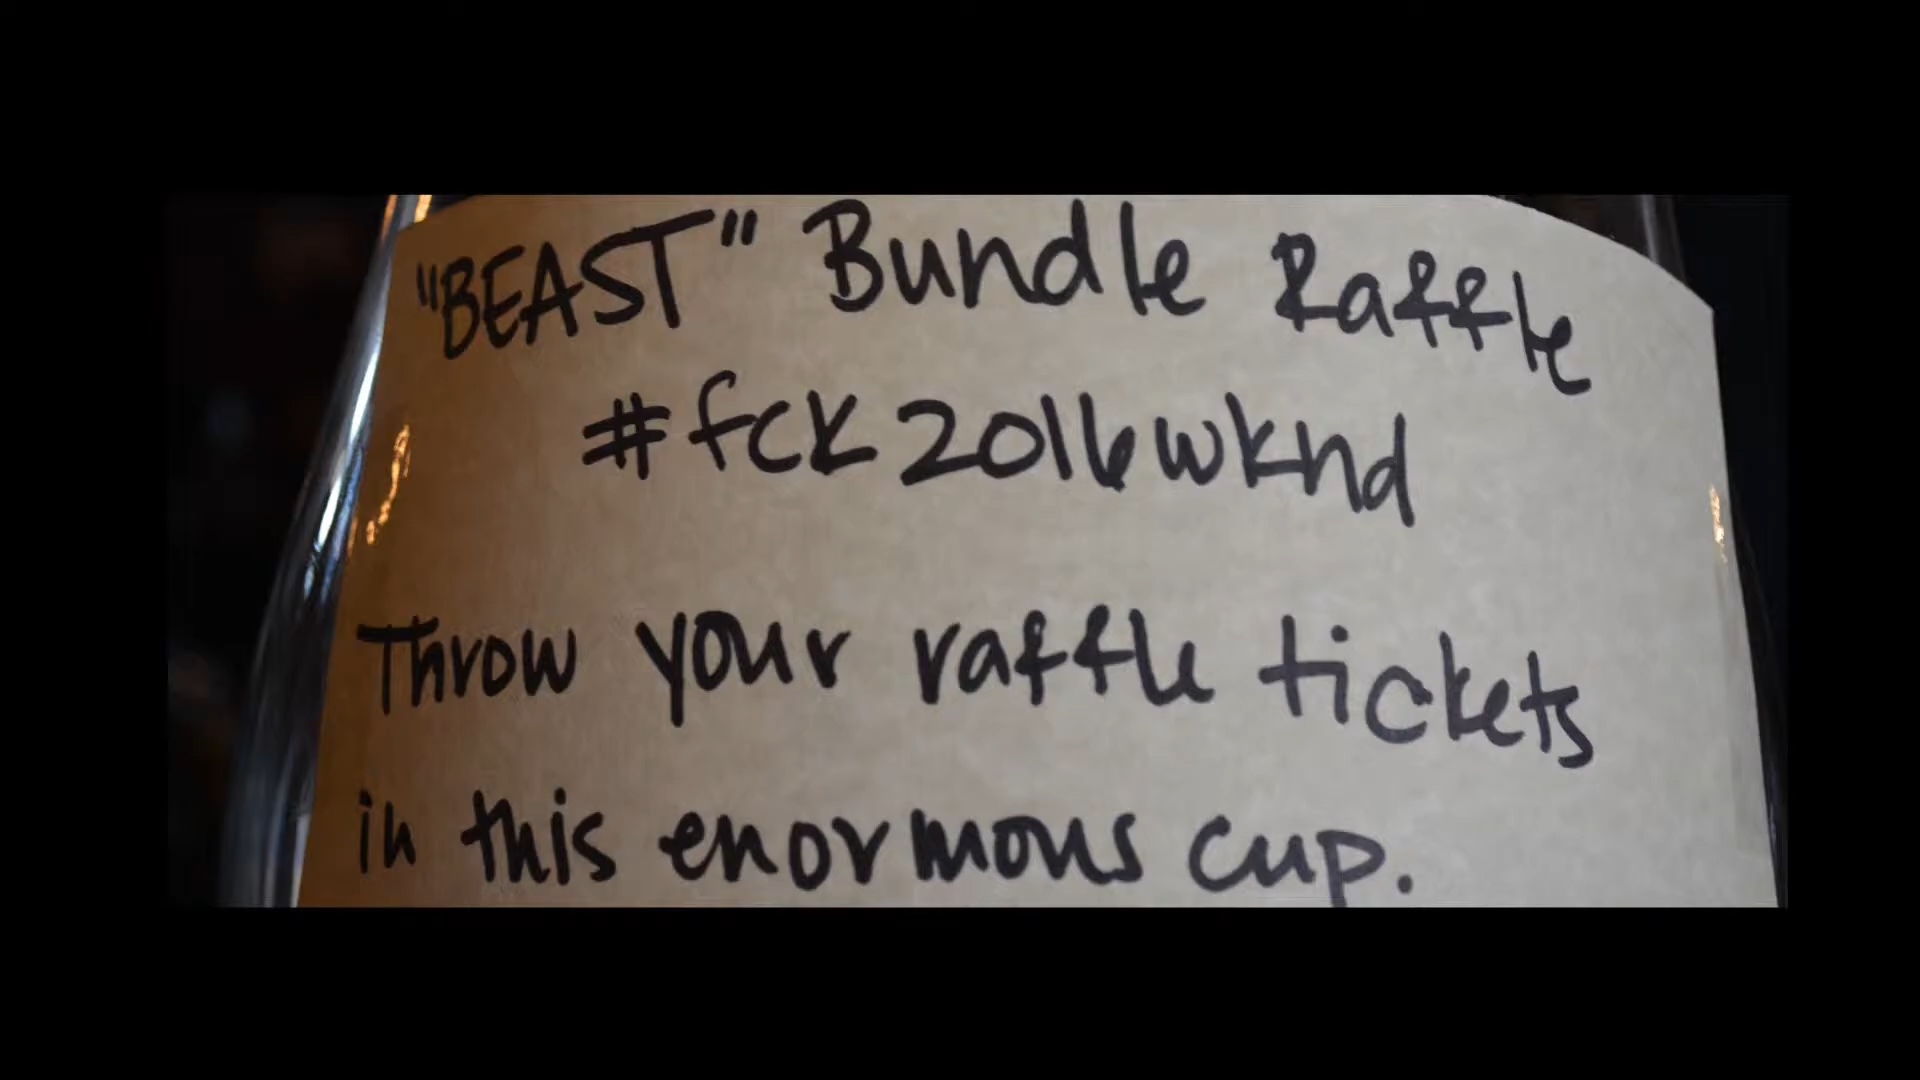 "BEAST" Bundle Raffle
#fck2016wknd
Throw your raffle tickets
in this enormous cup.